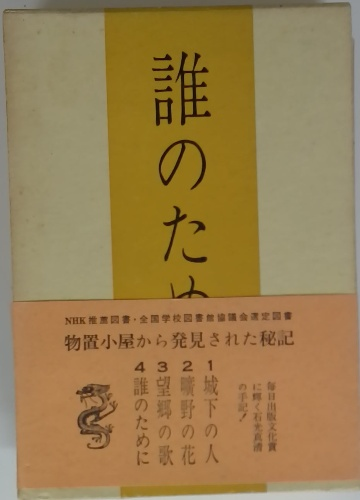 誰のため
NHK推薦図書・全国学校図書館協議会選定図書
物置小屋から発見された秘記
毎日出版文化賞
に輝く石光真清
の手記!
1 城下の人
2 曠野の花
3 望郷の歌
4 誰のために